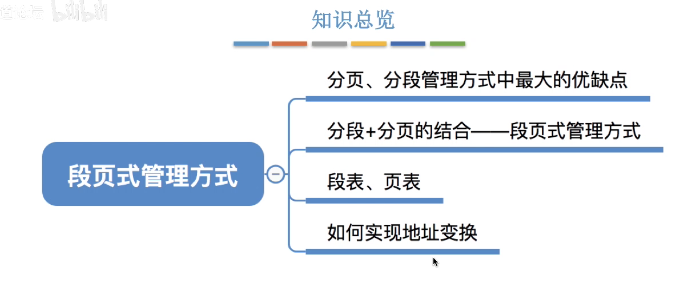 知识总览
分页、分段管理方式中最大的优缺点
分段+分页的结合——段页式管理方式
段页式管理方式
段表、页表
如何实现地址变换